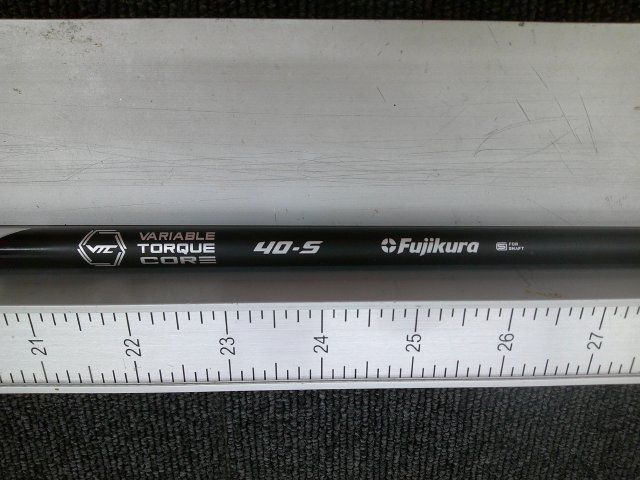 VTC
VARIABLE
TORQUE
CORE
40-S
Fujikura
FOR
SHAFT
21 22 23 24 25 26 27